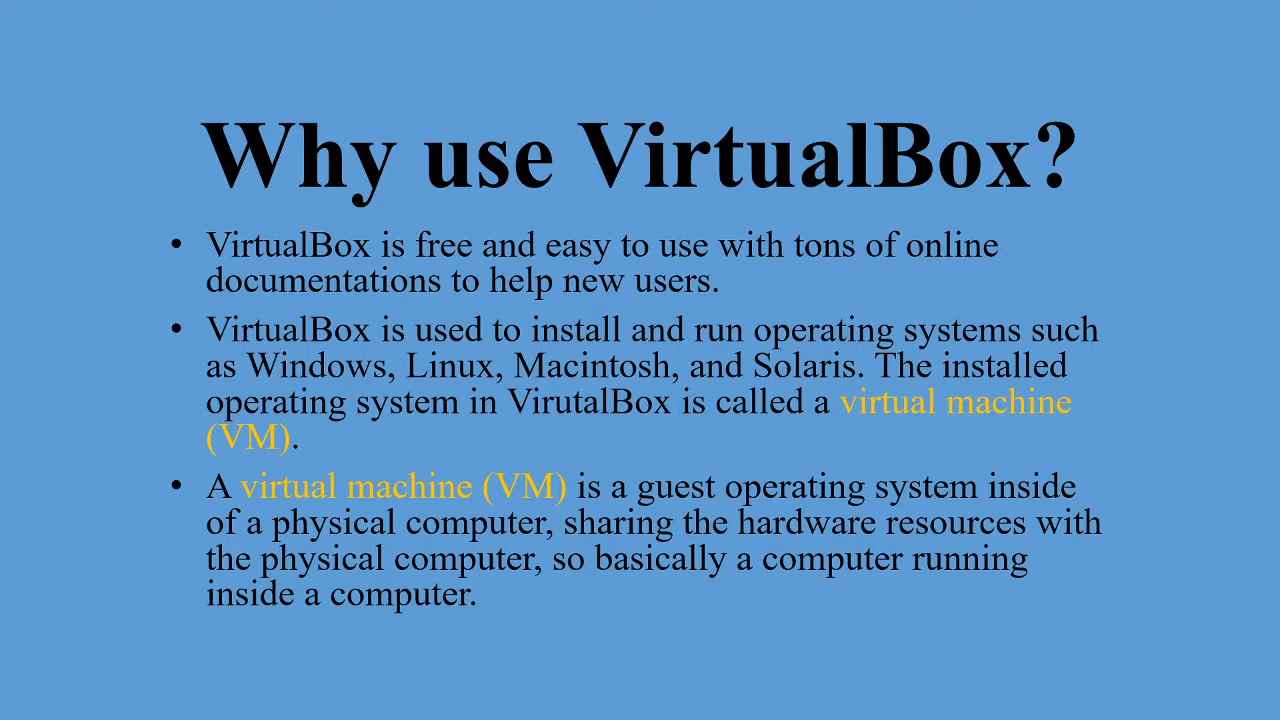 Why use VirtualBox?
• VirtualBox is free and easy to use with tons of online
documentations to help new users.
• VirtualBox is used to install and run operating systems such
as Windows, Linux, Macintosh, and Solaris. The installed
operating system in VirutalBox is called a virtual machine
(VM).
• A virtual machine (VM) is a guest operating system inside
of a physical computer, sharing the hardware resources with
the physical computer, so basically a computer running
inside a computer.